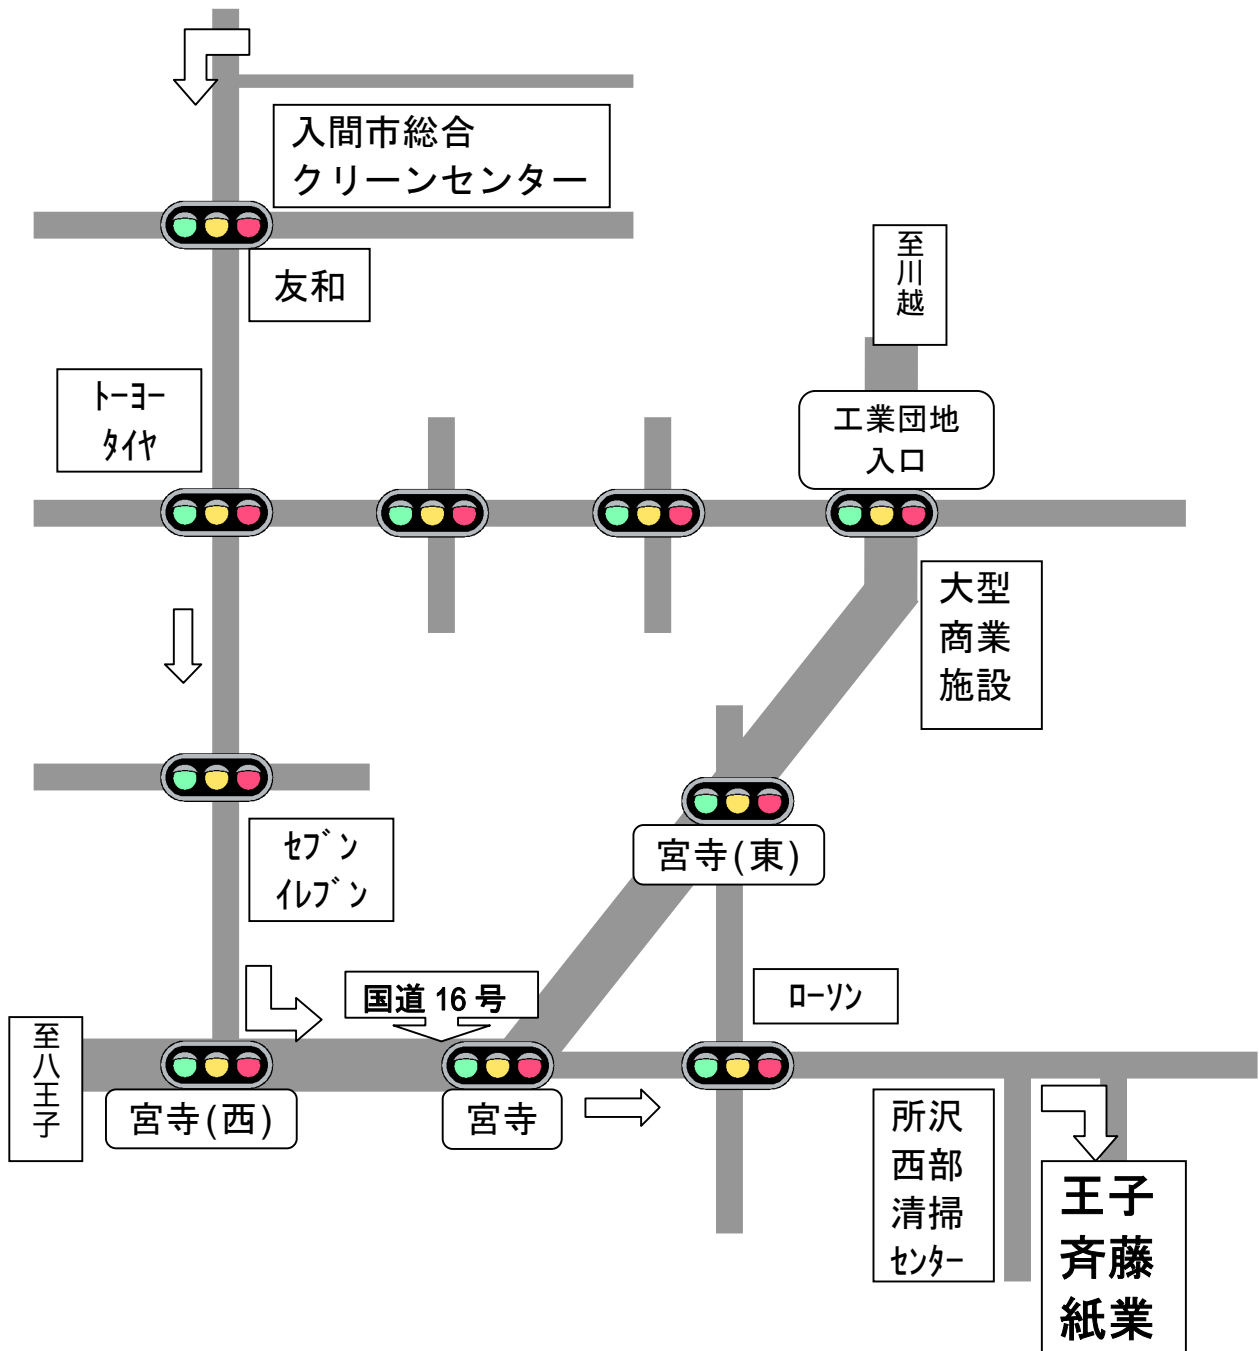 入間市総合
クリーンセンター
友和
至川越
ﾄｰﾖｰ
ﾀｲﾔ
工業団地
入口
大型
商業
施設
宮寺(東)
ｾﾌﾞﾝ
ｲﾚﾌﾞﾝ
国道 16 号
ﾛｰｿﾝ
至八王子
宮寺(西)
宮寺
所沢
西部
清掃
ｾﾝﾀｰ
王子
斉藤
紙業